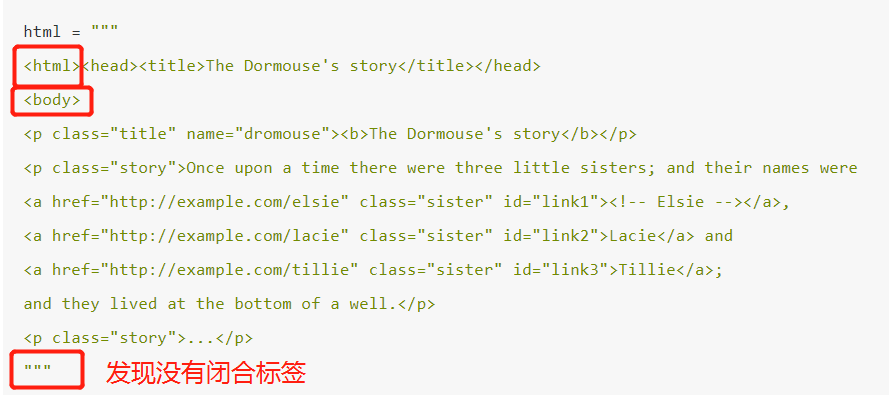 html = """
<html><head><title>The Dormouse's story</title></head>
<body>
<p class="title" name="dromouse"><b>The Dormouse's story</b></p>
<p class="story">Once upon a time there were three little sisters; and their names were
<a href="http://example.com/elsie" class="sister" id="link1"><!-- Elsie --></a>,
<a href="http://example.com/lacie" class="sister" id="link2">Lacie</a> and
<a href="http://example.com/tillie" class="sister" id="link3">Tillie</a>;
and they lived at the bottom of a well.</p>
<p class="story">...</p>
""" 发现没有闭合标签